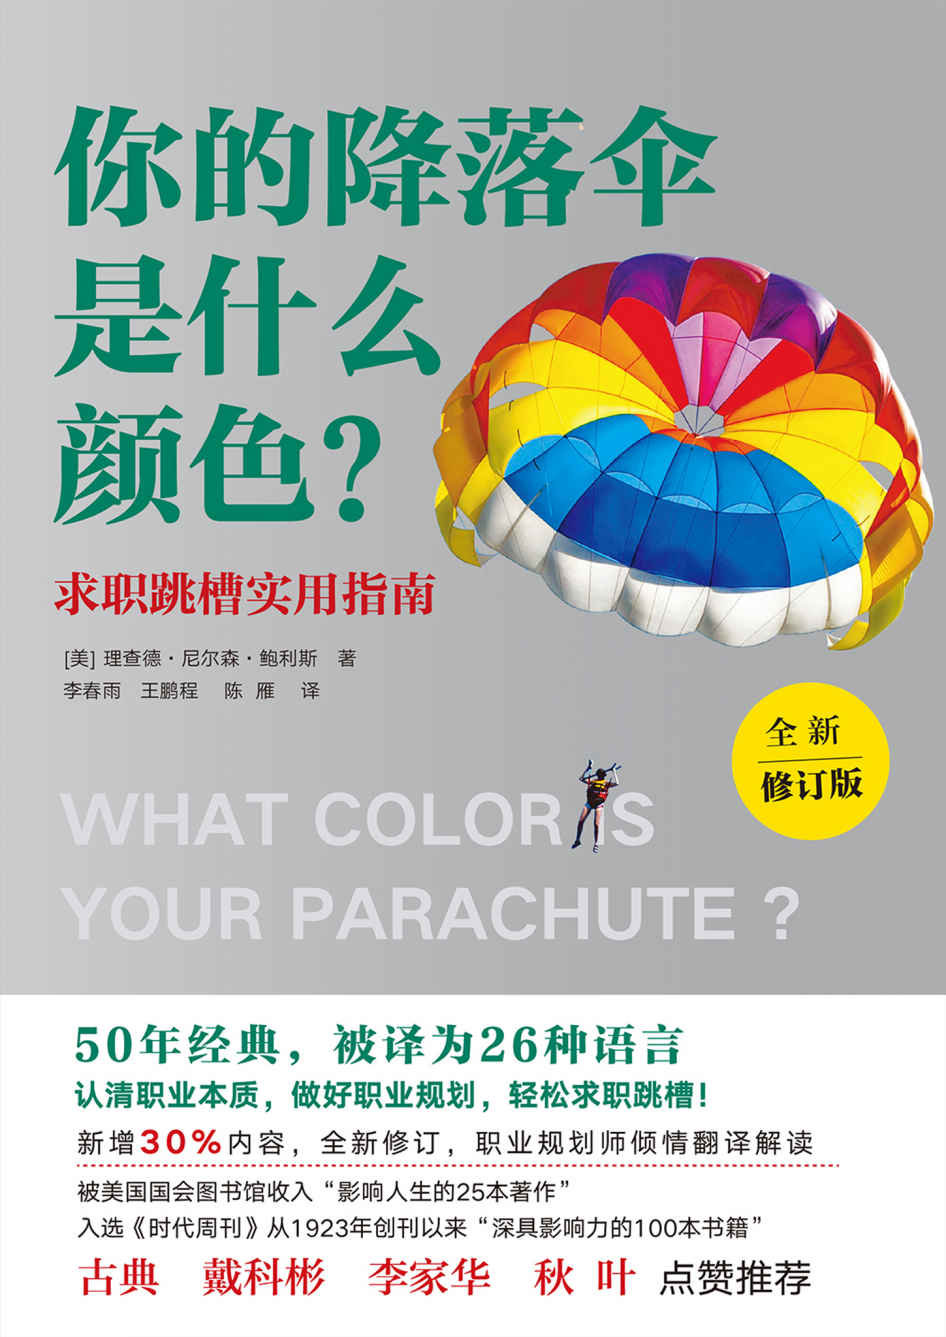 你的降落伞
是什么
颜色？
求职跳槽实用指南
[美] 理查德·尼尔森·鲍利斯 著
李春雨 王鹏程 陈 雁 译
全新
修订版
WHAT COLOR IS
YOUR PARACHUTE ?
50年经典，被译为26种语言
认清职业本质，做好职业规划，轻松求职跳槽！
新增30%内容，全新修订，职业规划师倾情翻译解读
被美国国会图书馆收入“影响人生的25本著作”
入选《时代周刊》从1923年创刊以来“深具影响力的100本书籍”
古典 戴科彬 李家华 秋叶 点赞推荐